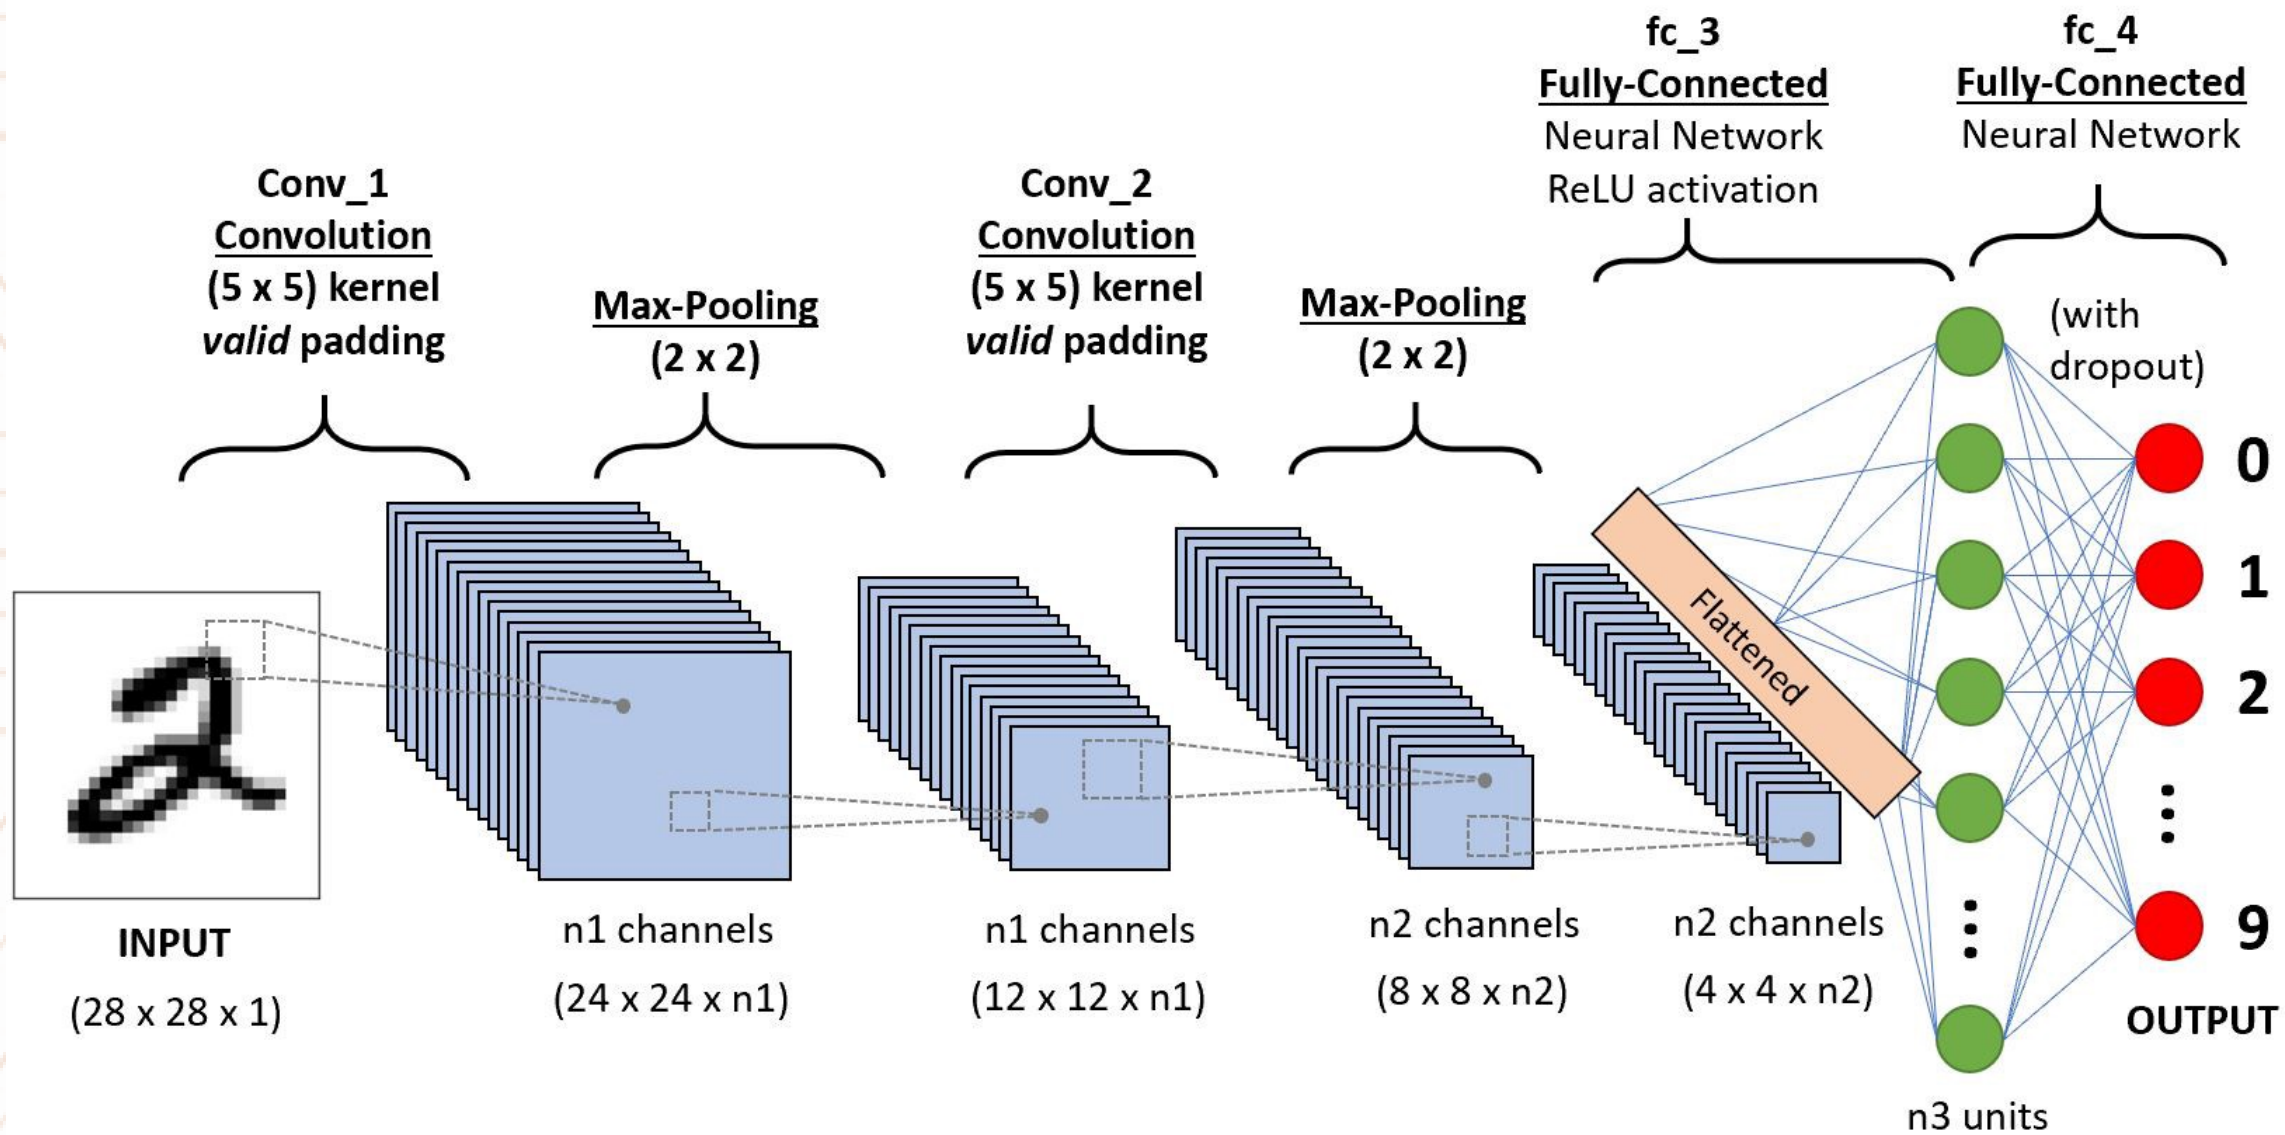 Conv_1
Convolution
(5 x 5) kernel
valid padding
Max-Pooling
(2 x 2)
Conv_2
Convolution
(5 x 5) kernel
valid padding
Max-Pooling
(2 x 2)
fc_3
Fully-Connected
Neural Network
ReLU activation
fc_4
Fully-Connected
Neural Network
(with
dropout)
2
INPUT
(28 x 28 x 1)
n1 channels
(24 x 24 x n1)
n1 channels
(12 x 12 x n1)
n2 channels
(8 x 8 x n2)
n2 channels
(4 x 4 x n2)
Flattened
n3 units
0
1
2
9
OUTPUT